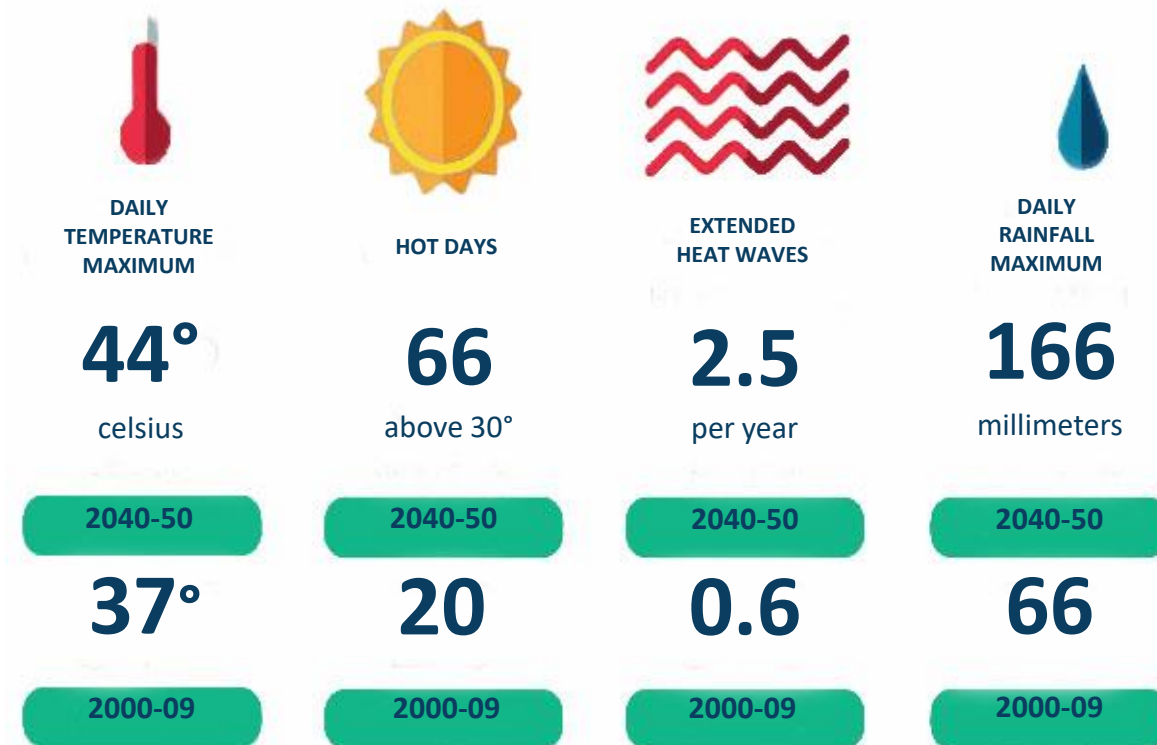 DAILY
TEMPERATURE
MAXIMUM
44°
celsius
2040-50
37°
2000-09
HOT DAYS
66
above 30°
2040-50
20
2000-09
EXTENDED
HEAT WAVES
2.5
per year
2040-50
0.6
2000-09
DAILY
RAINFALL
MAXIMUM
166
millimeters
2040-50
66
2000-09